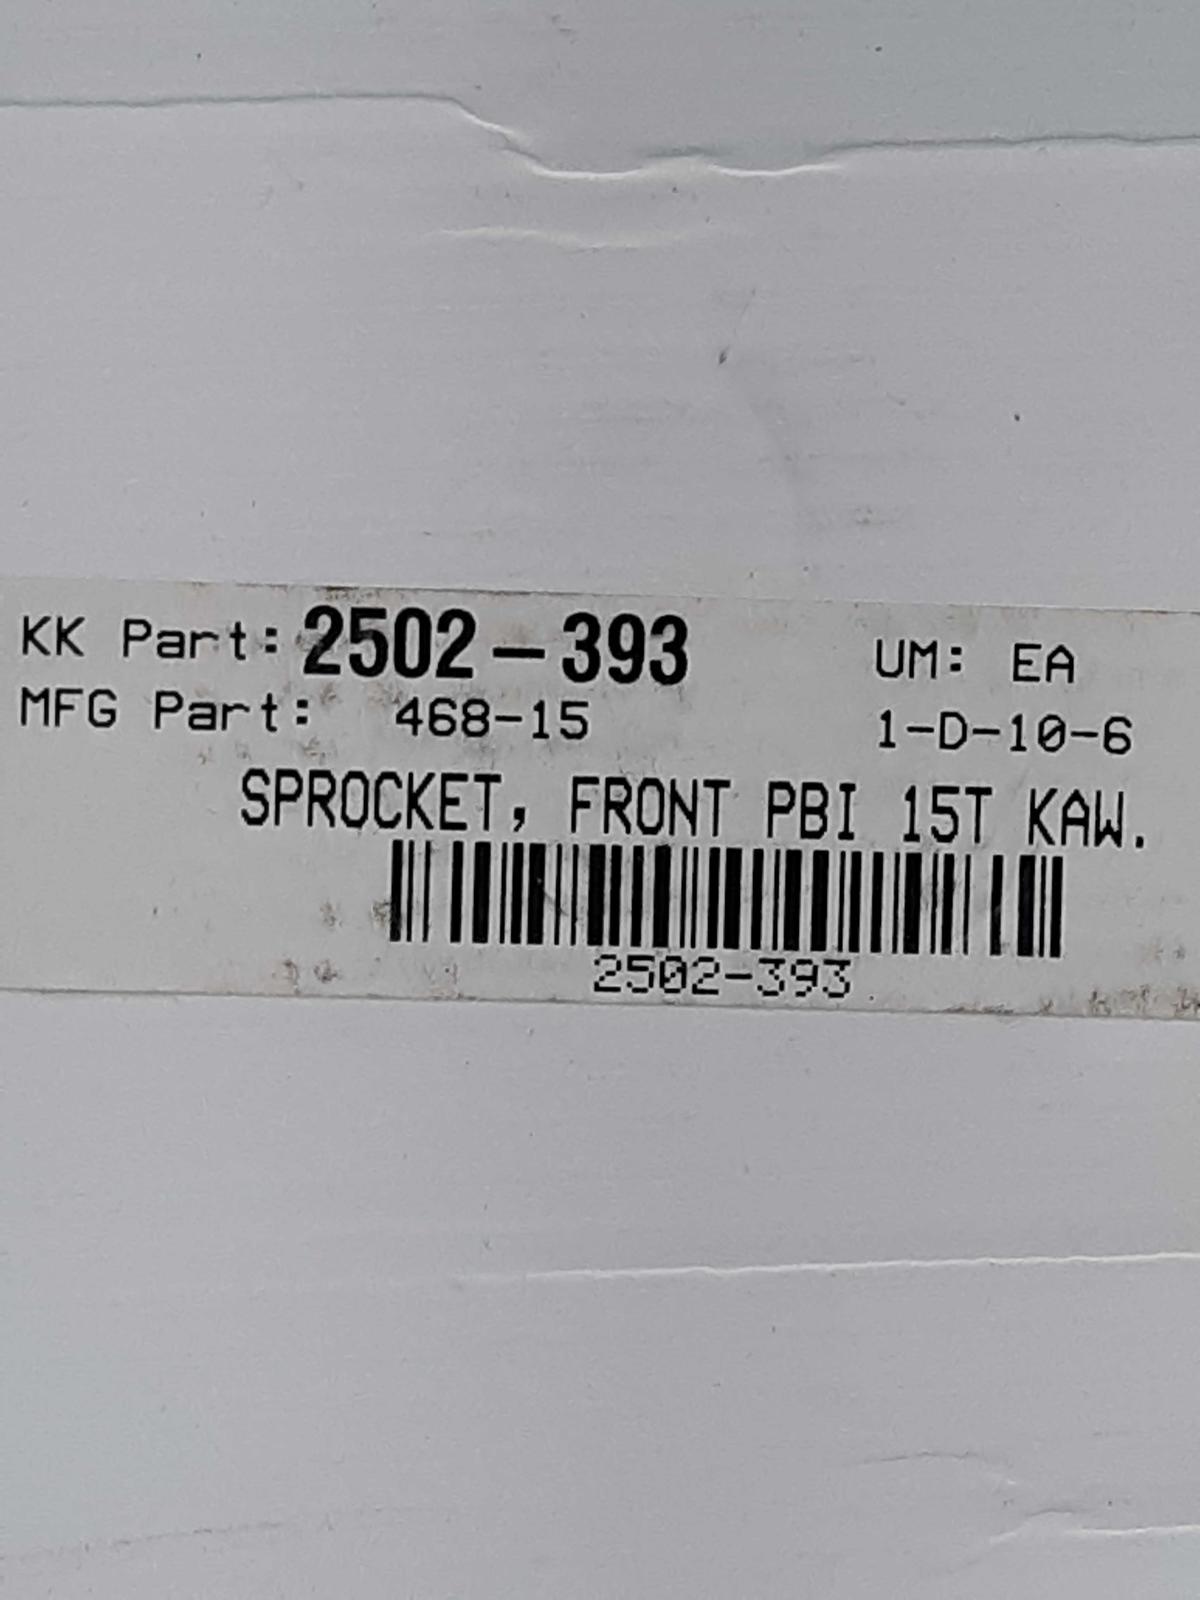 KK Part: 2502-393 UM: EA
MFG Part: 468-15 1-D-10-6
SPROCKET, FRONT PBI 15T KAW.
2502-393